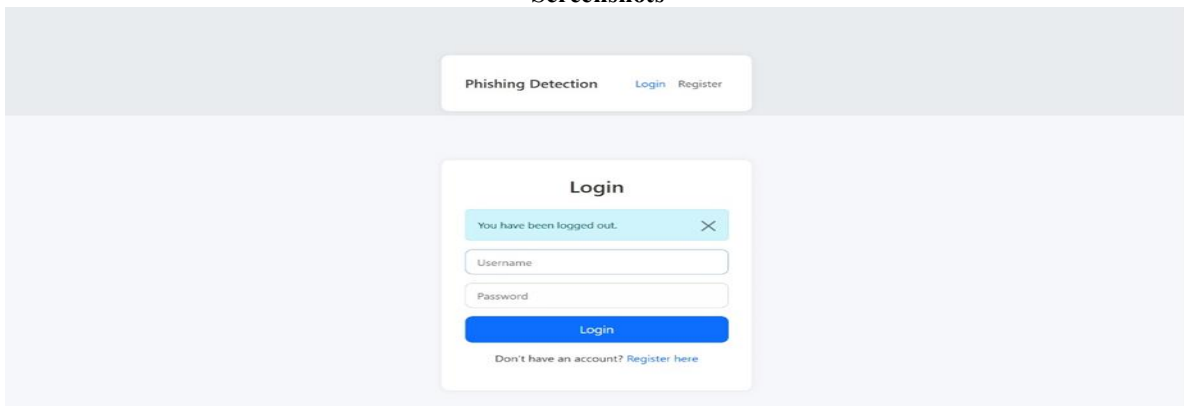 Screenshots
Phishing Detection Login Register
Login
You have been logged out.
Username
Password
Login
Don't have an account? Register here